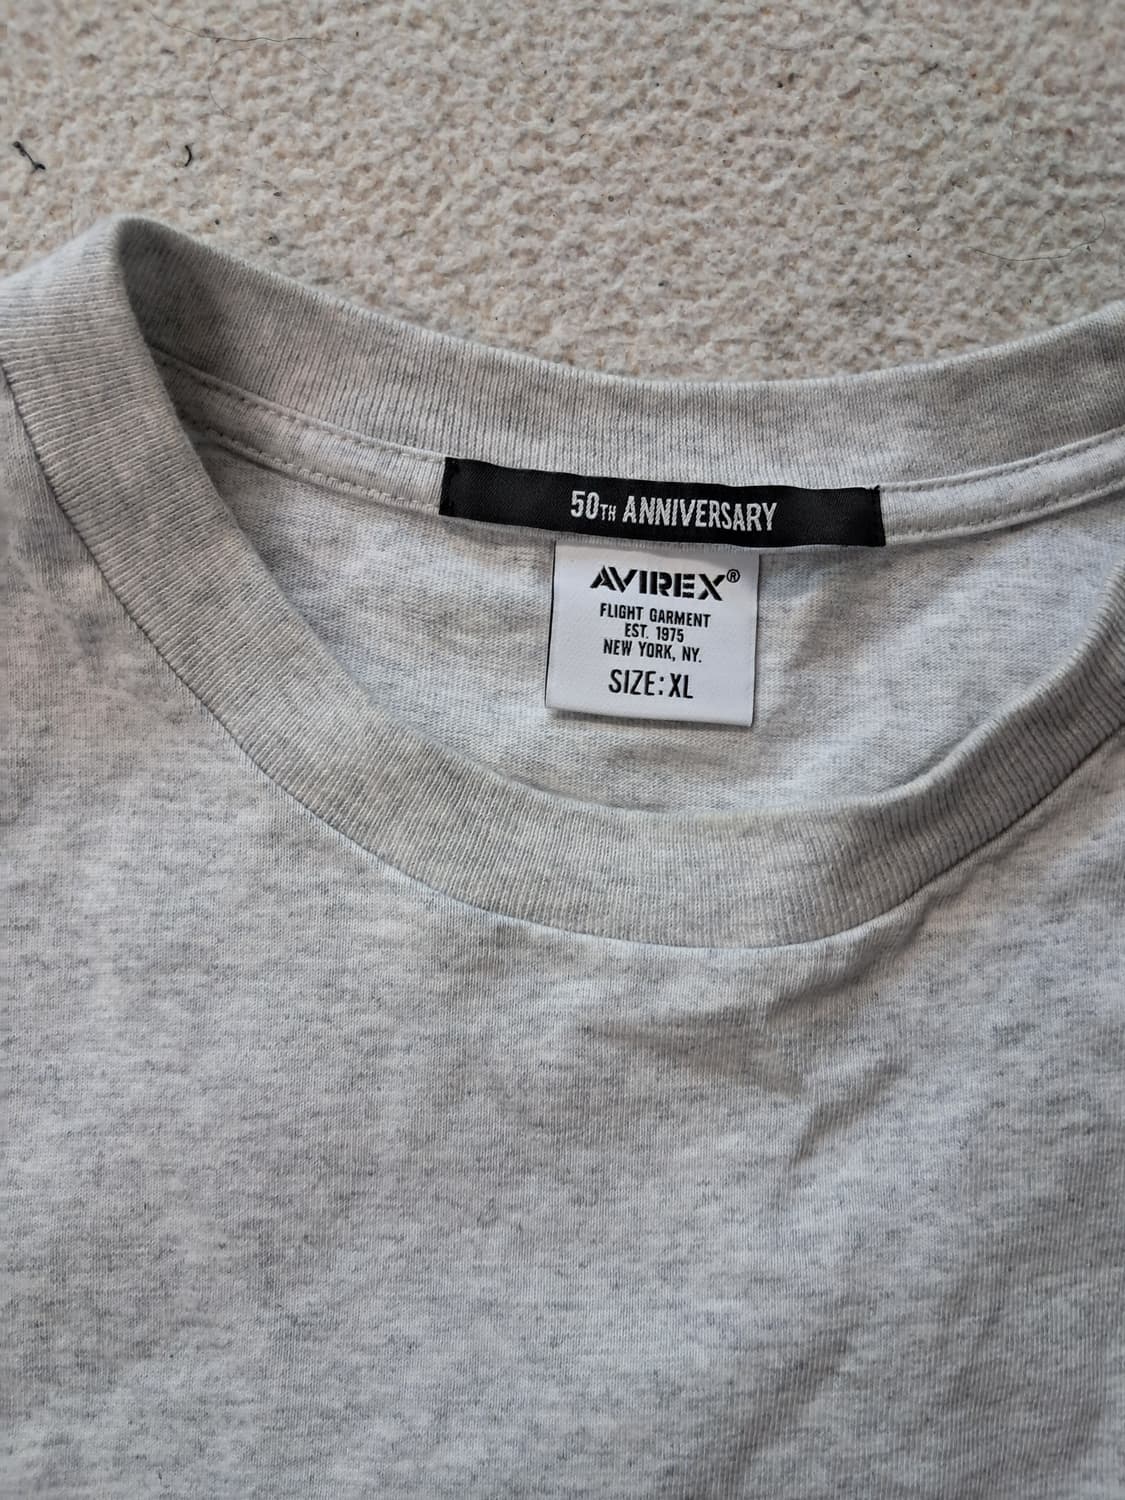 50TH ANNIVERSARY
AVIREX®
FLIGHT GARMENT
EST. 1975
NEW YORK, NY.
SIZE: XL